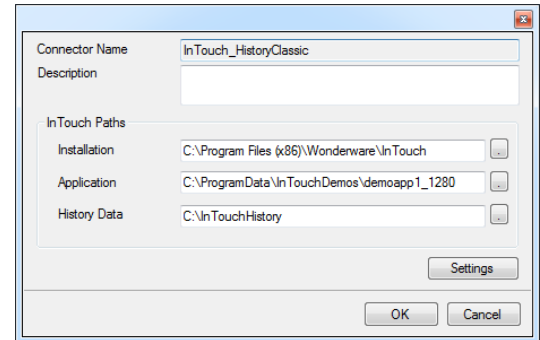 Connector Name InTouch_HistoryClassic
Description
InTouch Paths
Installation C:\Program Files (x86)\Wonderware\InTouch .
Application C:\ProgramData\InTouchDemos\demoapp1_1280 .
History Data C:\InTouchHistory .
Settings
OK Cancel